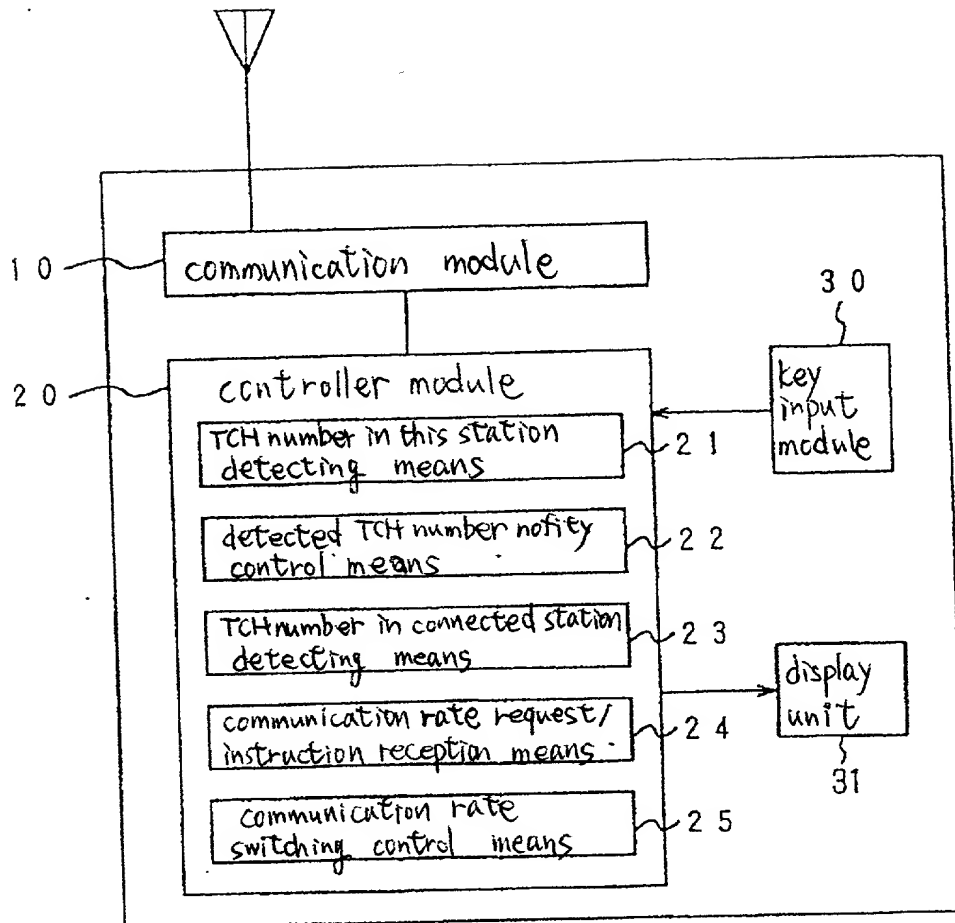 10
communication module
30
key
input
module
20
controller module
TCH number in this station
detecting means
21
detected TCH number nofity
control means
22
TCH number in connected station
detecting means
23
communication rate request/
instruction reception means
24
communication rate
switching control means
25
display
unit
31